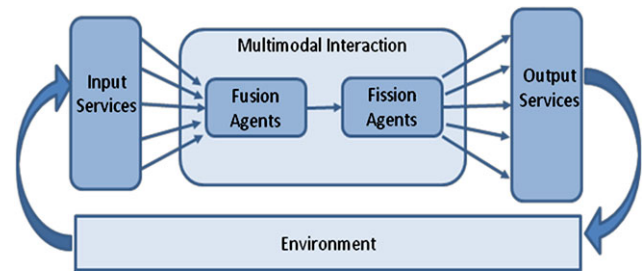 Multimodal Interaction
Input
Services
Fusion
Agents
Fission
Agents
Output
Services
Environment